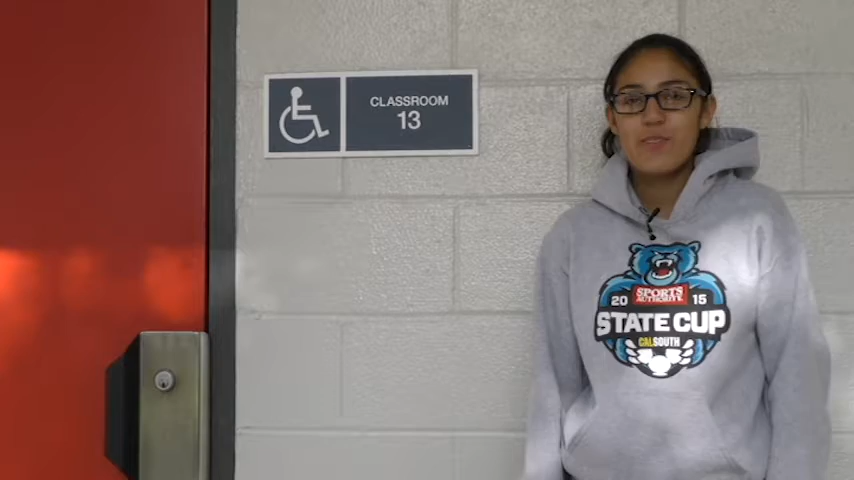 CLASSROOM
13
SPORTS
AUTHORITY
20 15
STATE CUP
CALSOUTH